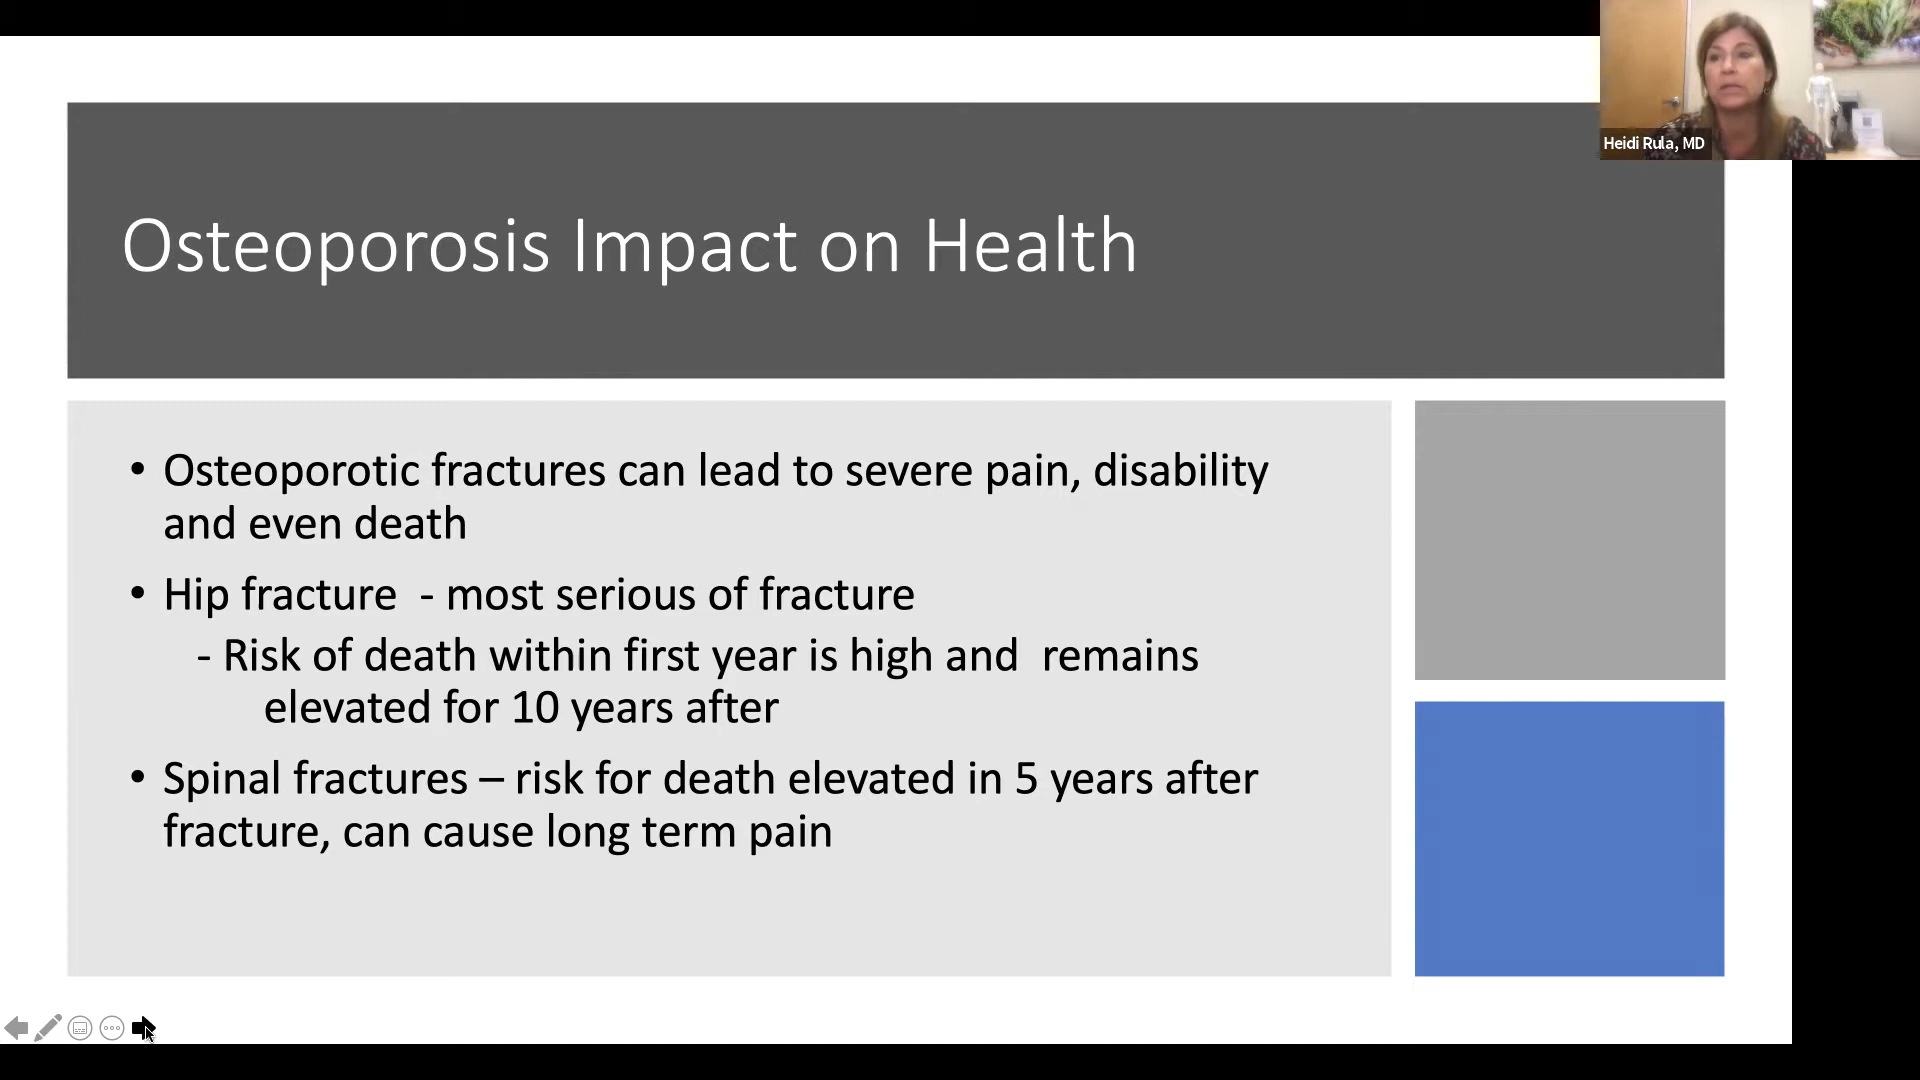 Heidi Rula, MD
Osteoporosis Impact on Health
• Osteoporotic fractures can lead to severe pain, disability
and even death
• Hip fracture  - most serious of fracture
- Risk of death within first year is high and  remains
elevated for 10 years after
• Spinal fractures – risk for death elevated in 5 years after
fracture, can cause long term pain